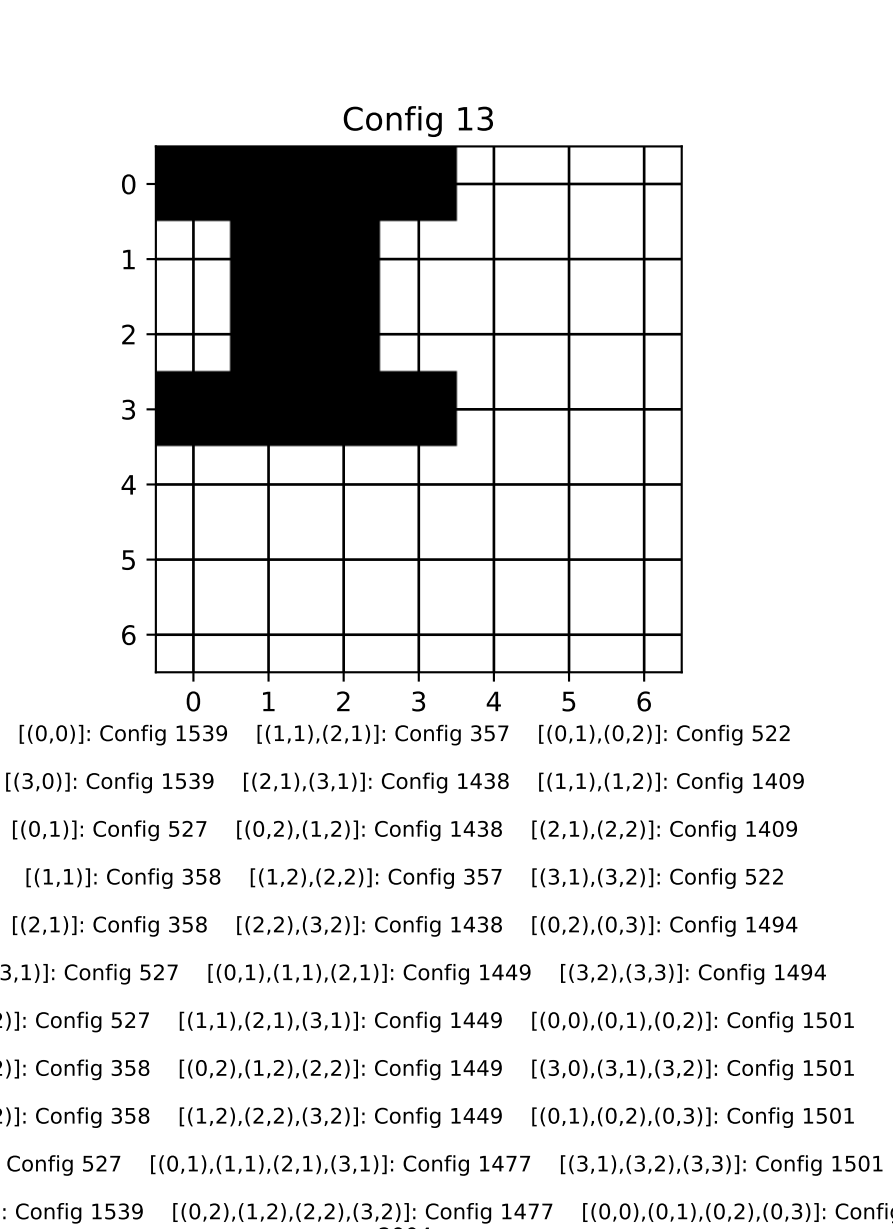 Config 13
0
1
2
3
4
5
6
0 1 2 3 4 5 6
[(0,0)]: Config 1539 [(1,1),(2,1)]: Config 357 [(0,1),(0,2)]: Config 522
[(3,0)]: Config 1539 [(2,1),(3,1)]: Config 1438 [(1,1),(1,2)]: Config 1409
[(0,1)]: Config 527 [(0,2),(1,2)]: Config 1438 [(2,1),(2,2)]: Config 1409
[(1,1)]: Config 358 [(1,2),(2,2)]: Config 357 [(3,1),(3,2)]: Config 522
[(2,1)]: Config 358 [(2,2),(3,2)]: Config 1438 [(0,2),(0,3)]: Config 1494
3,1)]: Config 527 [(0,1),(1,1),(2,1)]: Config 1449 [(3,2),(3,3)]: Config 1494
)]: Config 527 [(1,1),(2,1),(3,1)]: Config 1449 [(0,0),(0,1),(0,2)]: Config 1501
)]: Config 358 [(0,2),(1,2),(2,2)]: Config 1449 [(3,0),(3,1),(3,2)]: Config 1501
)]: Config 358 [(1,2),(2,2),(3,2)]: Config 1449 [(0,1),(0,2),(0,3)]: Config 1501
Config 527 [(0,1),(1,1),(2,1),(3,1)]: Config 1477 [(3,1),(3,2),(3,3)]: Config 1501
: Config 1539 [(0,2),(1,2),(2,2),(3,2)]: Config 1477 [(0,0),(0,1),(0,2),(0,3)]: